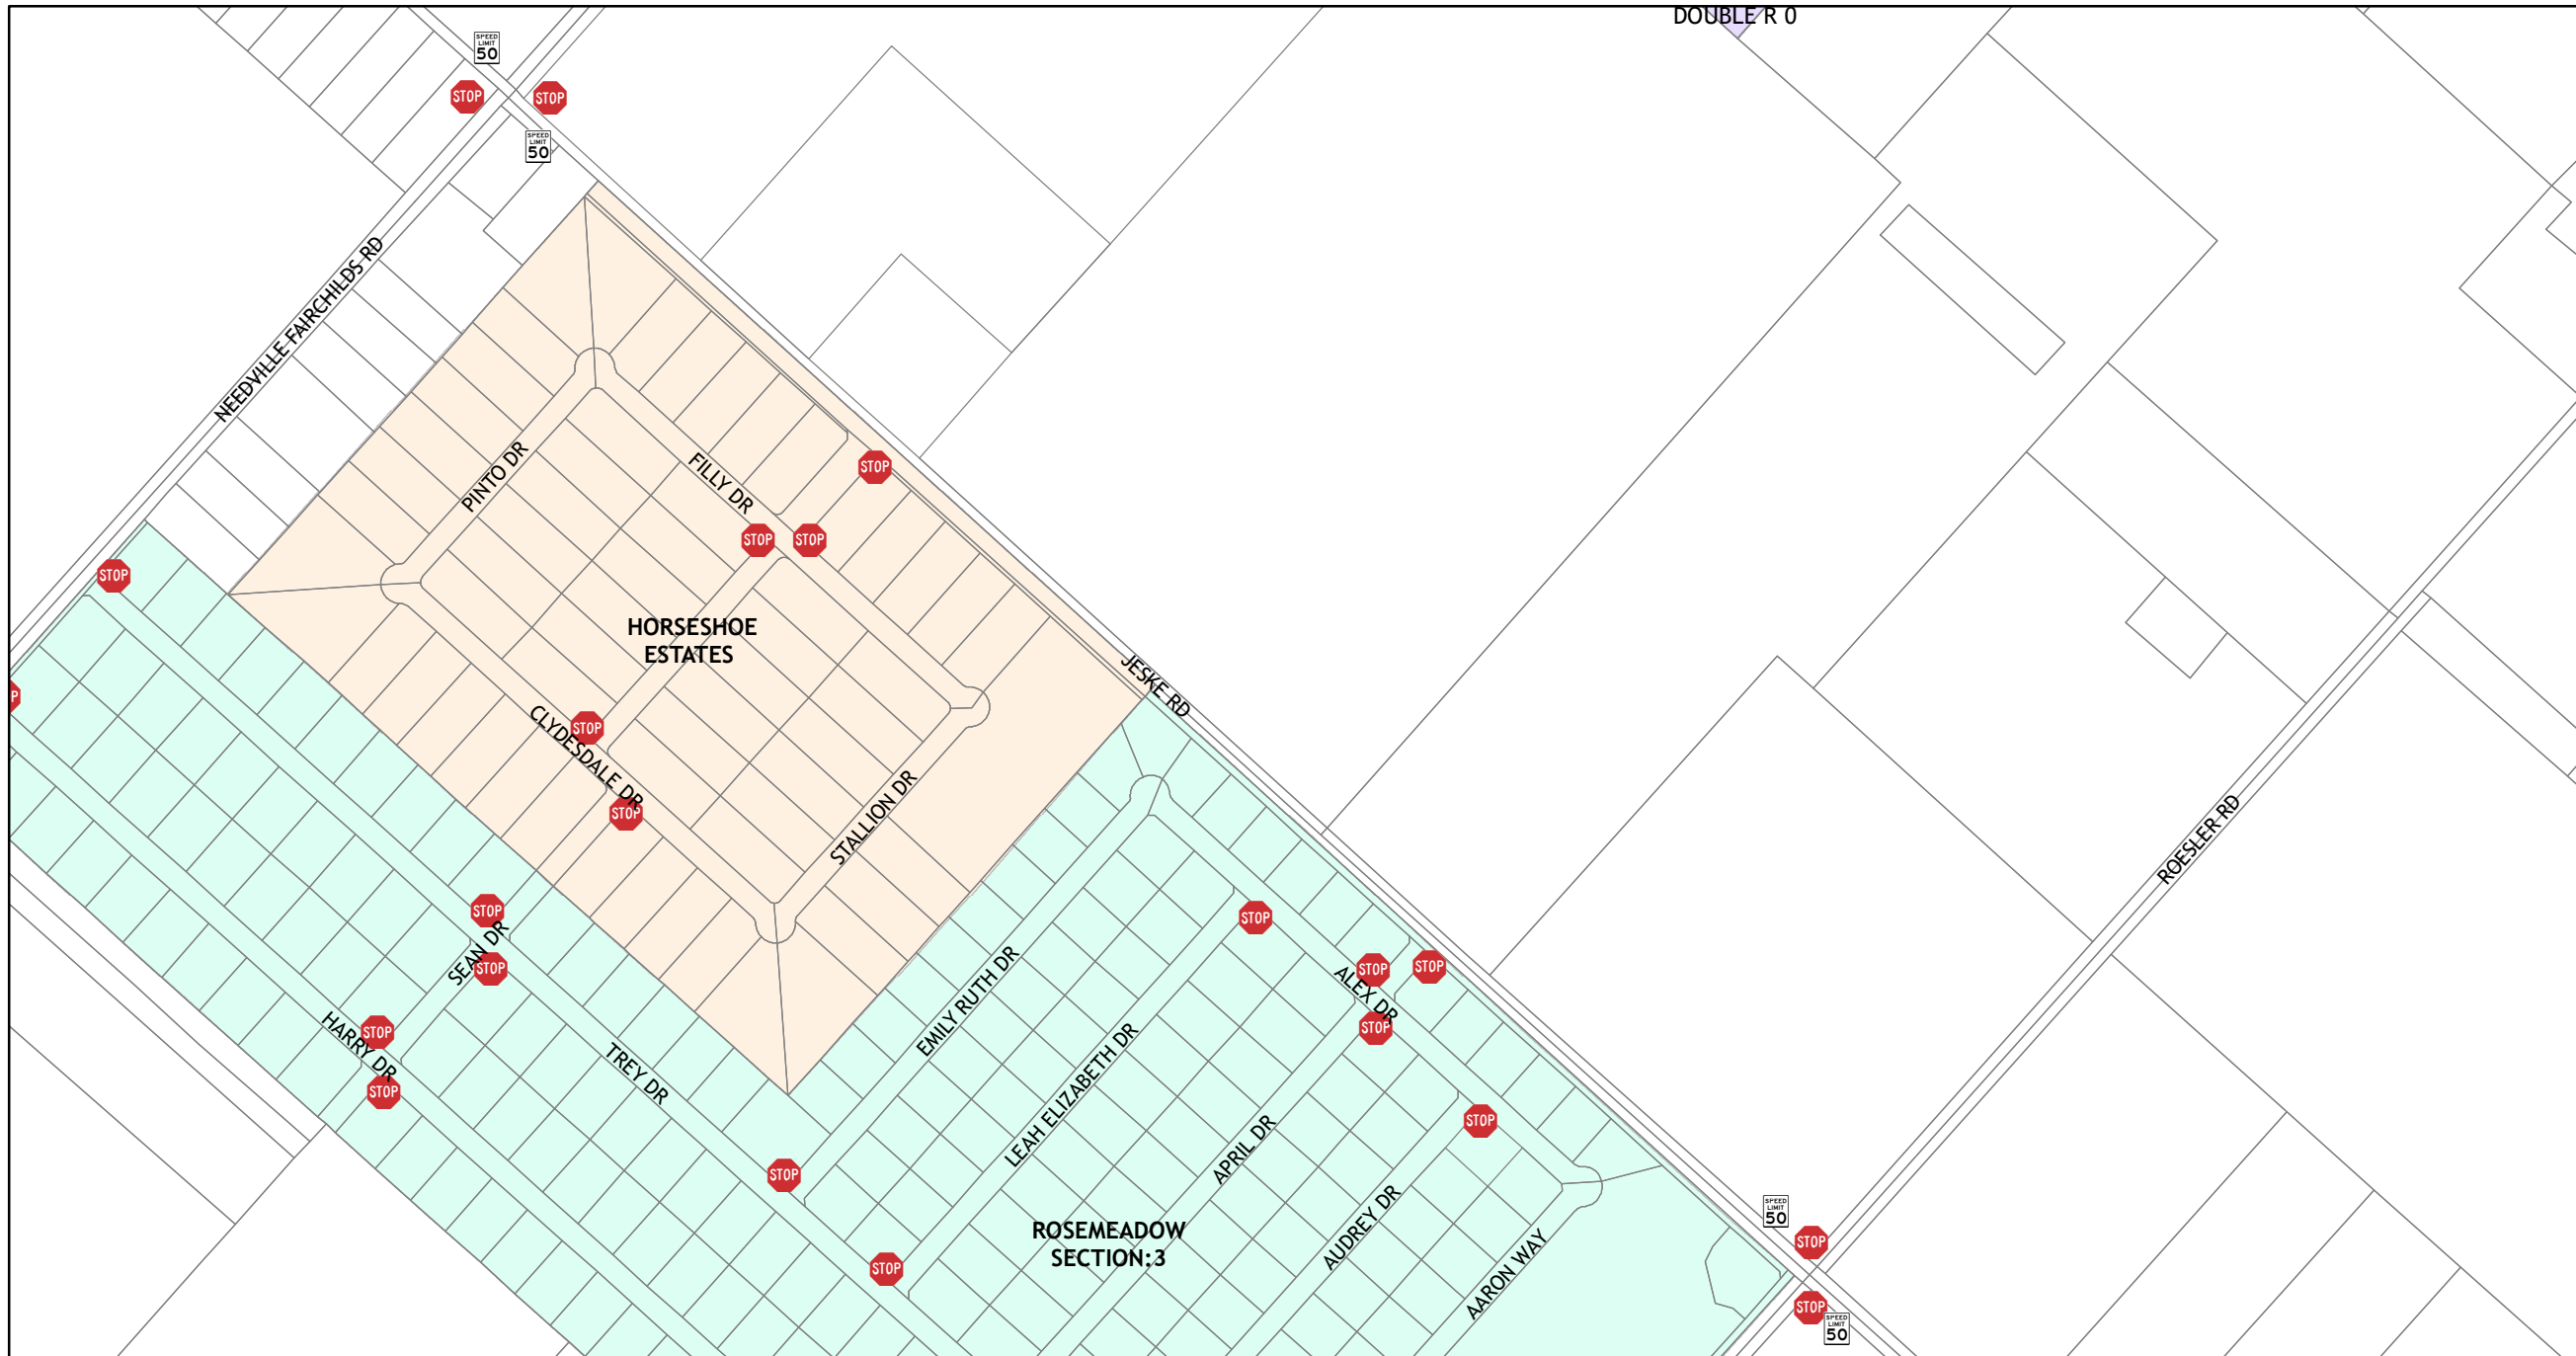 DOUBLE R 0
SPEED
LIMIT
50
STOP
STOP
SPEED
LIMIT
50
NEEDVILLE FAIRCHILDS RD
PINTO DR
FILLY DR
STOP
STOP
STOP
STOP
HORSESHOE
ESTATES
JESKE RD
P
CLYDESDALE DR
STOP
STOP
STALLION DR
ROESLER RD
STOP
SEAN DR
STOP
STOP
EMILY RUTH DR
STOP
STOP
ALEX DR
STOP
HARRY DR
STOP
STOP
TREY DR
LEAH ELIZABETH DR
APRIL DR
STOP
STOP
AUDREY DR
ROSEMEADOW
SECTION:3
STOP
AARON WAY
SPEED
LIMIT
50
STOP
STOP
SPEED
LIMIT
50